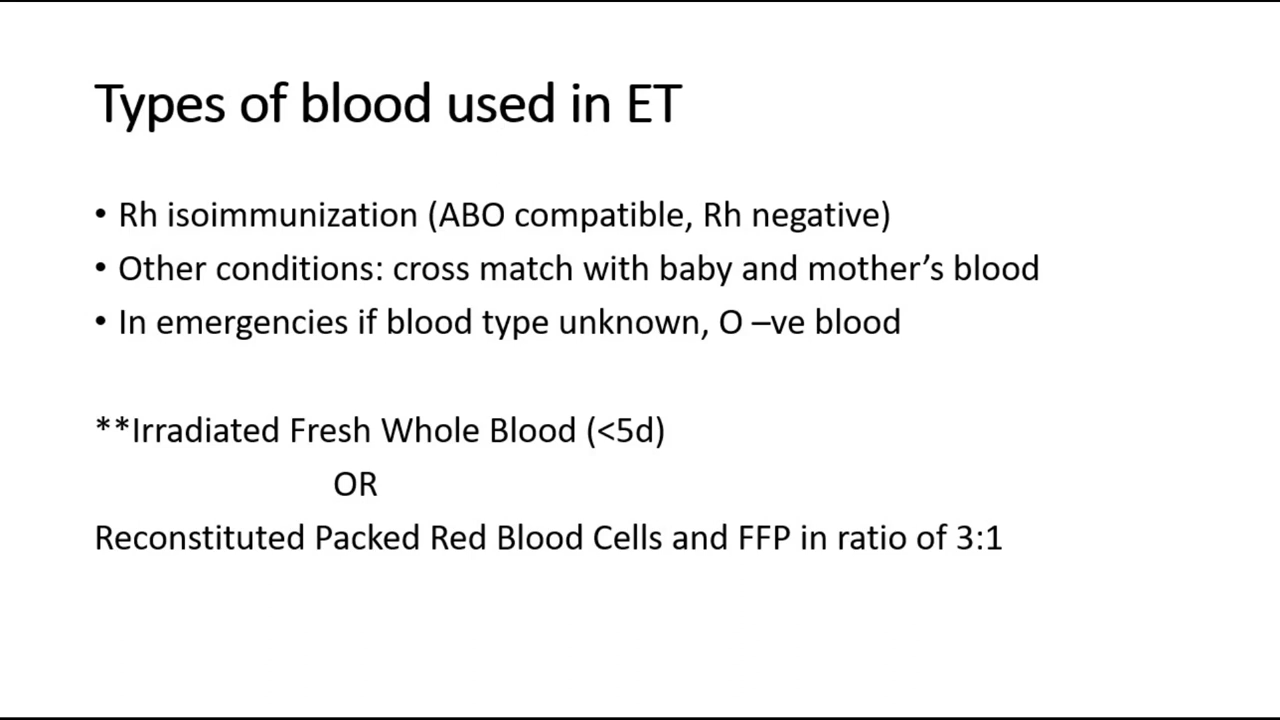 Types of blood used in ET
• Rh isoimmunization (ABO compatible, Rh negative)
• Other conditions: cross match with baby and mother’s blood
• In emergencies if blood type unknown, O –ve blood
**Irradiated Fresh Whole Blood (<5d)
OR
Reconstituted Packed Red Blood Cells and FFP in ratio of 3:1